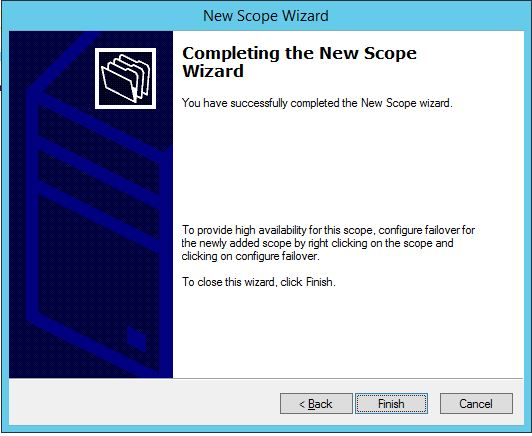 New Scope Wizard
Completing the New Scope
Wizard
You have successfully completed the New Scope wizard.
To provide high availability for this scope, configure failover for
the newly added scope by right clicking on the scope and
clicking on configure failover.
To close this wizard, click Finish.
< Back
Finish
Cancel